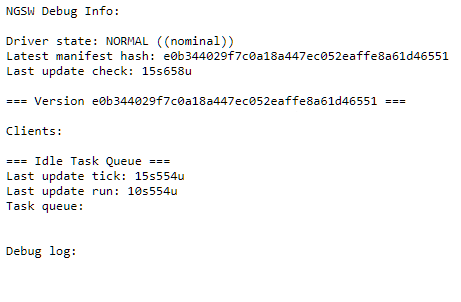 NGSW Debug Info:
Driver state: NORMAL ((nominal))
Latest manifest hash: e0b344029f7c0a18a447ec052eaffe8a61d46551
Last update check: 15s658u
=== Version e0b344029f7c0a18a447ec052eaffe8a61d46551 ===
Clients:
=== Idle Task Queue ===
Last update tick: 15s554u
Last update run: 10s554u
Task queue:
Debug log: